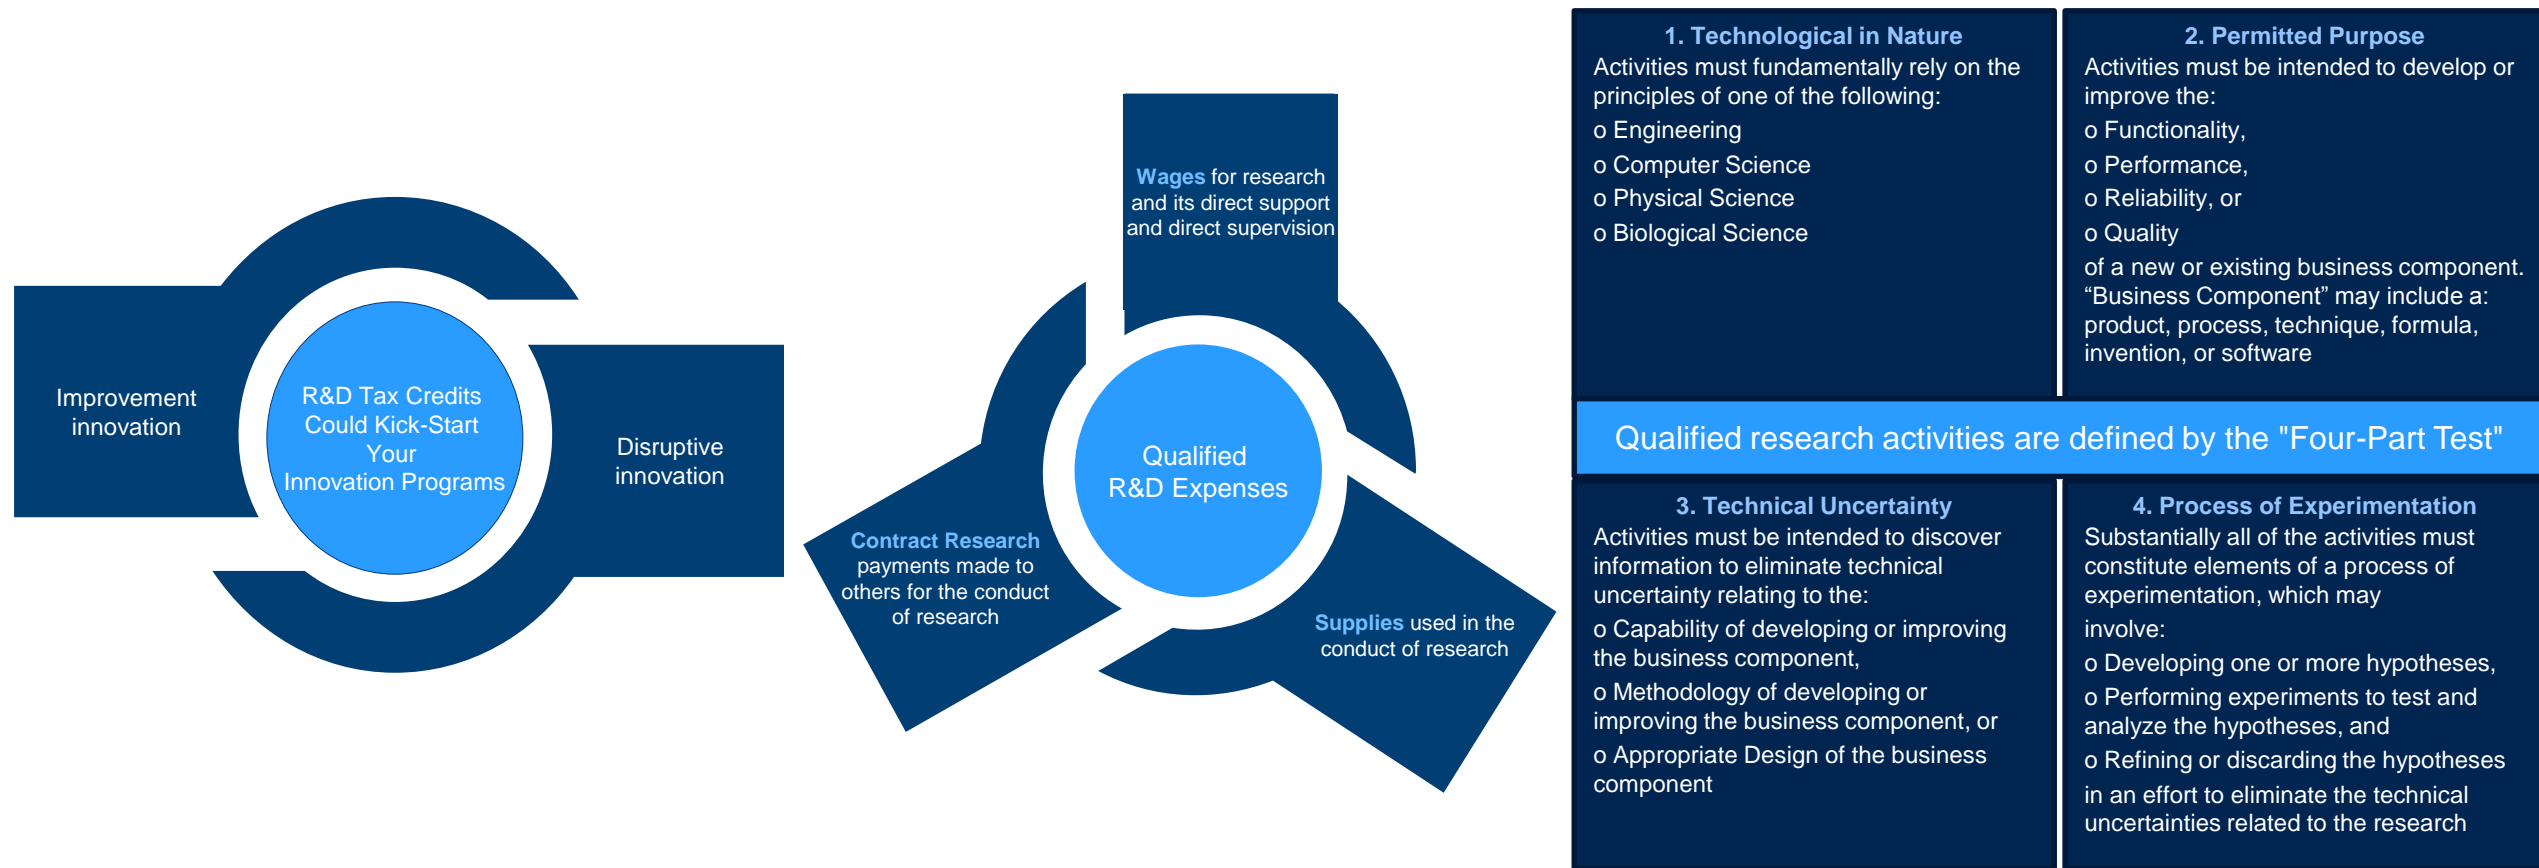 Improvement
innovation
R&D Tax Credits
Could Kick-Start
Your
Innovation Programs
Disruptive
innovation
Wages for research
and its direct support
and direct supervision
Qualified
R&D Expenses
Contract Research
payments made to
others for the conduct
of research
Supplies used in the
conduct of research
1. Technological in Nature
Activities must fundamentally rely on the
principles of one of the following:
o Engineering
o Computer Science
o Physical Science
o Biological Science
2. Permitted Purpose
Activities must be intended to develop or
improve the:
o Functionality,
o Performance,
o Reliability, or
o Quality
of a new or existing business component.
“Business Component” may include a:
product, process, technique, formula,
invention, or software
Qualified research activities are defined by the "Four-Part Test"
3. Technical Uncertainty
Activities must be intended to discover
information to eliminate technical
uncertainty relating to the:
o Capability of developing or improving
the business component,
o Methodology of developing or
improving the business component, or
o Appropriate Design of the business
component
4. Process of Experimentation
Substantially all of the activities must
constitute elements of a process of
experimentation, which may
involve:
o Developing one or more hypotheses,
o Performing experiments to test and
analyze the hypotheses, and
o Refining or discarding the hypotheses
in an effort to eliminate the technical
uncertainties related to the research